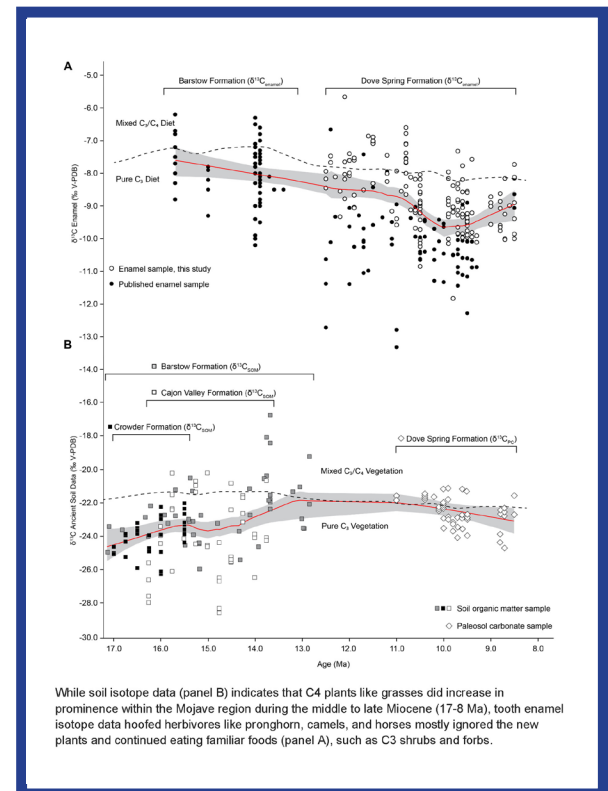 A
Barstow Formation (δ¹³Cenamel)
Dove Spring Formation (δ¹³Cenamel)
Mixed C₃/C₄ Diet
Pure C₃ Diet
δ¹³C Enamel (‰ V-PDB)
-5.0
-6.0
-7.0
-8.0
-9.0
-10.0
-11.0
-12.0
-13.0
-14.0
Enamel sample, this study
Published enamel sample
B
Barstow Formation (δ¹³CSOM)
Cajon Valley Formation (δ¹³CSOM)
Crowder Formation (δ¹³CSOM)
Dove Spring Formation (δ¹³CPC)
Mixed C₃/C₄ Vegetation
Pure C₃ Vegetation
δ¹³C Ancient Soil Data (‰ V-PDB)
-16.0
-18.0
-20.0
-22.0
-24.0
-26.0
-28.0
-30.0
Soil organic matter sample
Paleosol carbonate sample
17.0 16.0 15.0 14.0 13.0 12.0 11.0 10.0 9.0 8.0
Age (Ma)
While soil isotope data (panel B) indicates that C4 plants like grasses did increase in
prominence within the Mojave region during the middle to late Miocene (17-8 Ma), tooth enamel
isotope data hoofed herbivores like pronghorn, camels, and horses mostly ignored the new
plants and continued eating familiar foods (panel A), such as C3 shrubs and forbs.